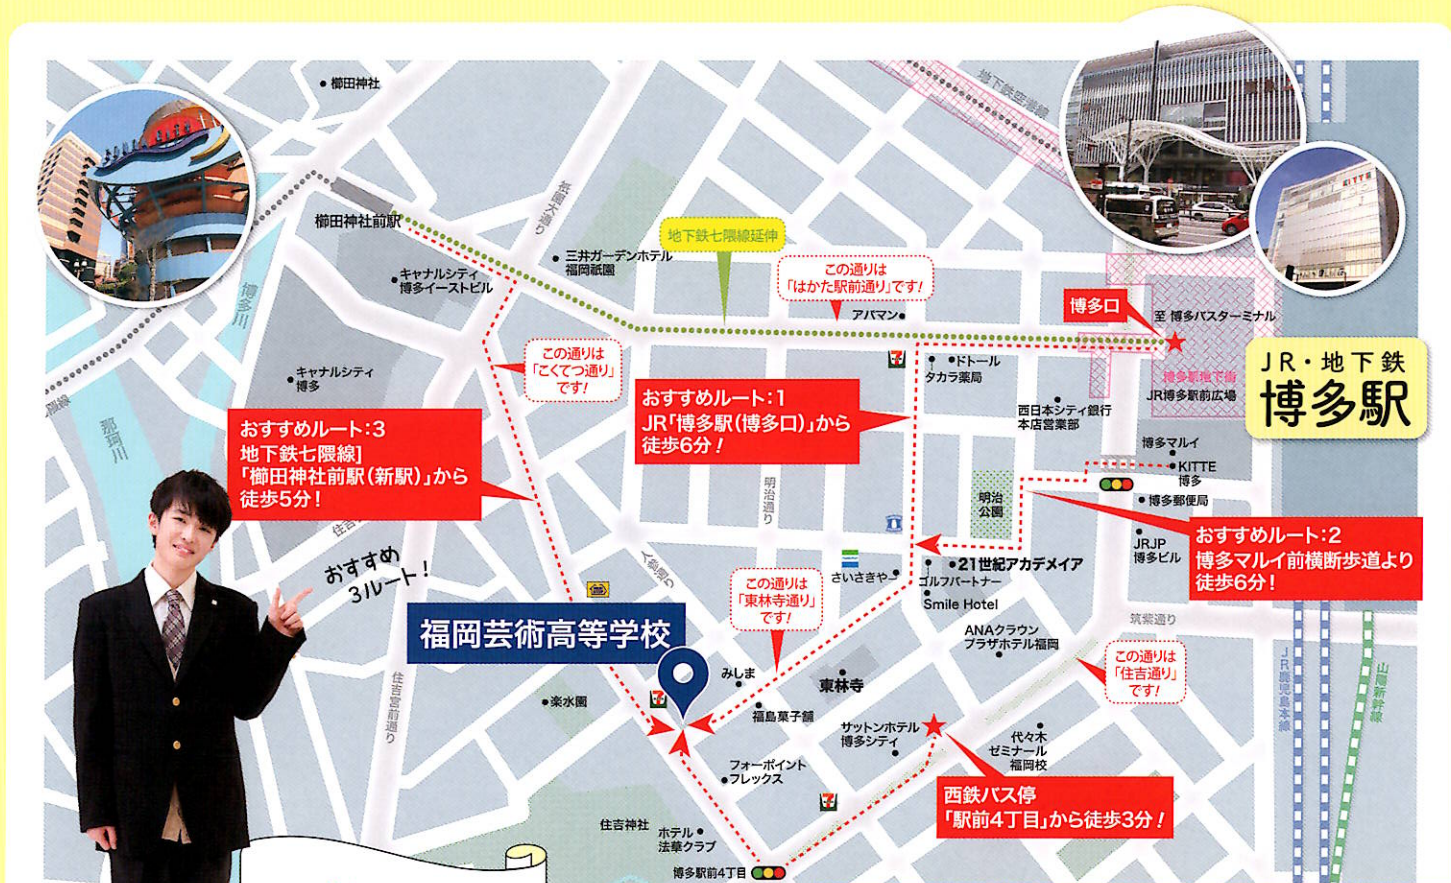 櫛田神社
地下鉄空港線
KITTE
祇園大通り
櫛田神社前駅
地下鉄七隈線延伸
三井ガーデンホテル
福岡祇園
キャナルシティ
博多イーストビル
この通りは
「はかた駅前通り」です!
アパマン
博多口
至 博多バスターミナル
博多川
JR・地下鉄
博多駅
この通りは
「こくてつ通り」
です!
ドトール
タカラ薬局
博多駅地下街
JR博多駅前広場
キャナルシティ
博多
おすすめルート:1
JR「博多駅(博多口)」から
徒歩6分!
西日本シティ銀行
本店営業部
那珂川
おすすめルート:3
地下鉄七隈線]
「櫛田神社前駅(新駅)」から
徒歩5分!
博多マルイ
KITTE
博多
明治通り
明治
公園
博多郵便局
おすすめルート:2
博多マルイ前横断歩道より
徒歩6分!
JRJP
博多ビル
おすすめ
3ルート!
人参通り
さいさきや
21世紀アカデメイア
ゴルフパートナー
Smile Hotel
この通りは
「東林寺通り」
です!
筑紫通り
福岡芸術高等学校
ANAクラウン
プラザホテル福岡
この通りは
「住吉通り」
です!
JR鹿児島本線
山陽新幹線
みしま
東林寺
住吉宮前通り
楽水園
福島菓子舗
サットンホテル
博多シティ
代々木
ゼミナール
福岡校
フォーポイント
フレックス
西鉄バス停
「駅前4丁目」から徒歩3分!
住吉神社
ホテル
法華クラブ
博多駅前4丁目